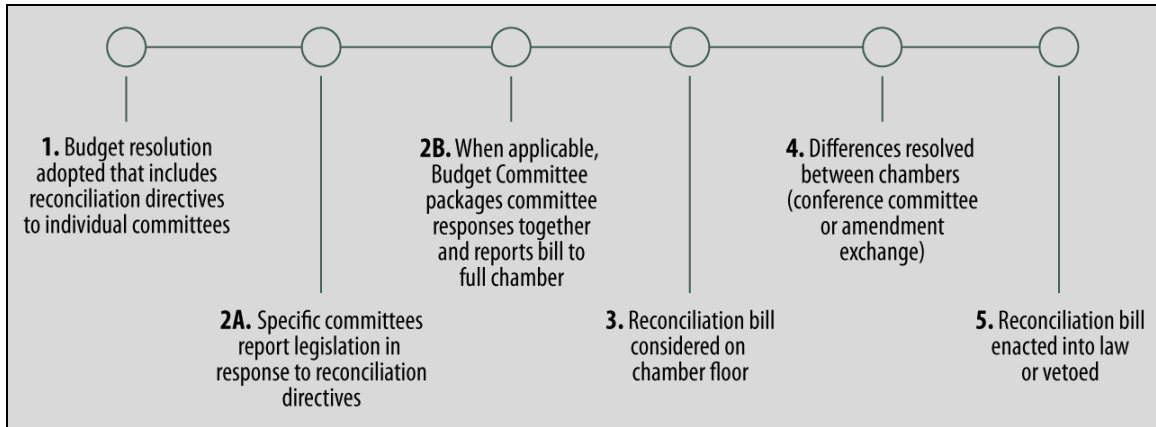 1. Budget resolution
adopted that includes
reconciliation directives
to individual committees
2A. Specific committees
report legislation in
response to reconciliation
directives
2B. When applicable,
Budget Committee
packages committee
responses together
and reports bill to
full chamber
3. Reconciliation bill
considered on
chamber floor
4. Differences resolved
between chambers
(conference committee
or amendment
exchange)
5. Reconciliation bill
enacted into law
or vetoed